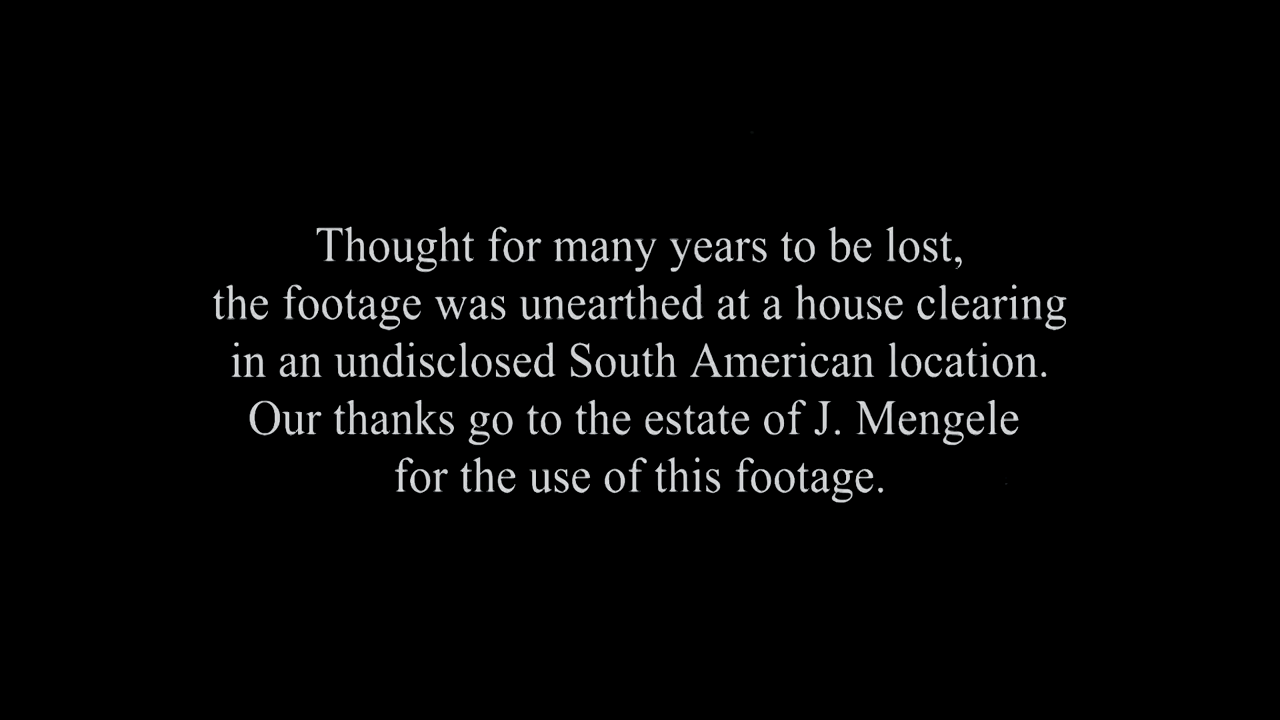 Thought for many years to be lost,
the footage was unearthed at a house clearing
in an undisclosed South American location.
Our thanks go to the estate of J. Mengele
for the use of this footage.